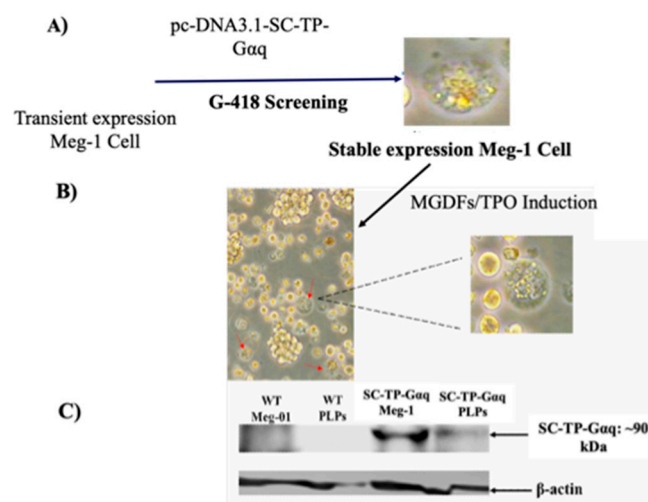 A)
pc-DNA3.1-SC-TP-
Gαq
G-418 Screening
Transient expression
Meg-1 Cell
Stable expression Meg-1 Cell
B)
MGDFs/TPO Induction
C)
WT
Meg-01
WT
PLPs
SC-TP-Gαq
Meg-1
SC-TP-Gαq
PLPs
SC-TP-Gαq: ~90
kDa
β-actin